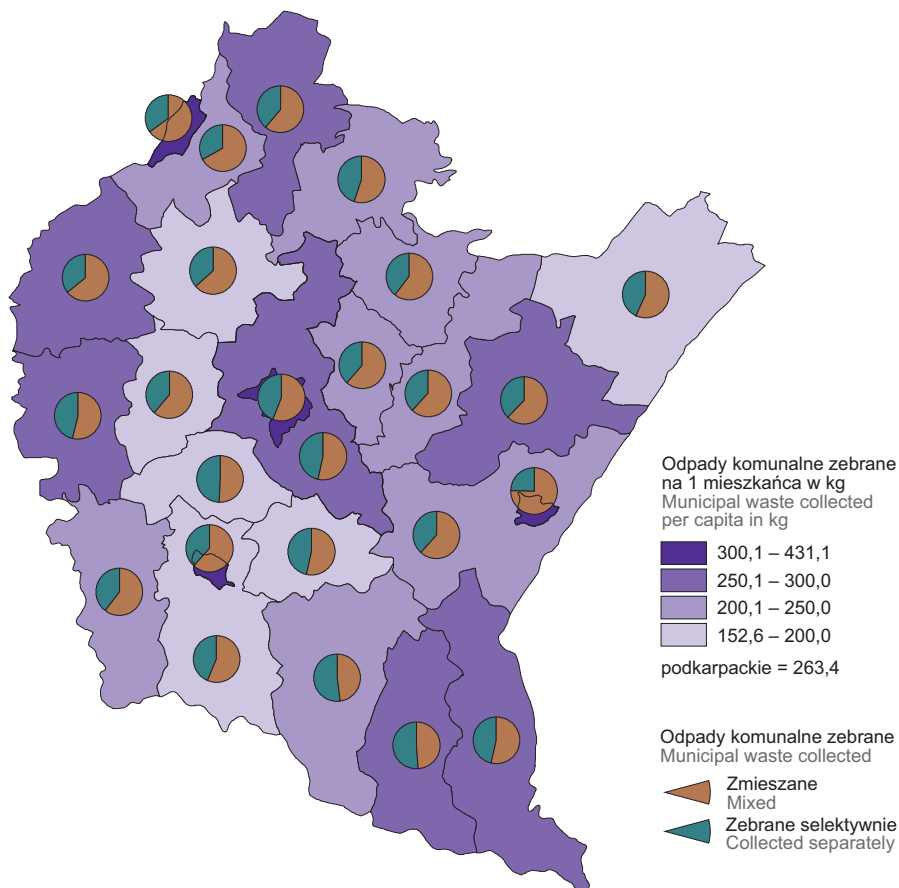 Odpady komunalne zebrane
na 1 mieszkańca w kg
Municipal waste collected
per capita in kg
300,1 – 431,1
250,1 – 300,0
200,1 – 250,0
152,6 – 200,0
podkarpackie = 263,4
Odpady komunalne zebrane
Municipal waste collected
Zmieszane
Mixed
Zebrane selektywnie
Collected separately